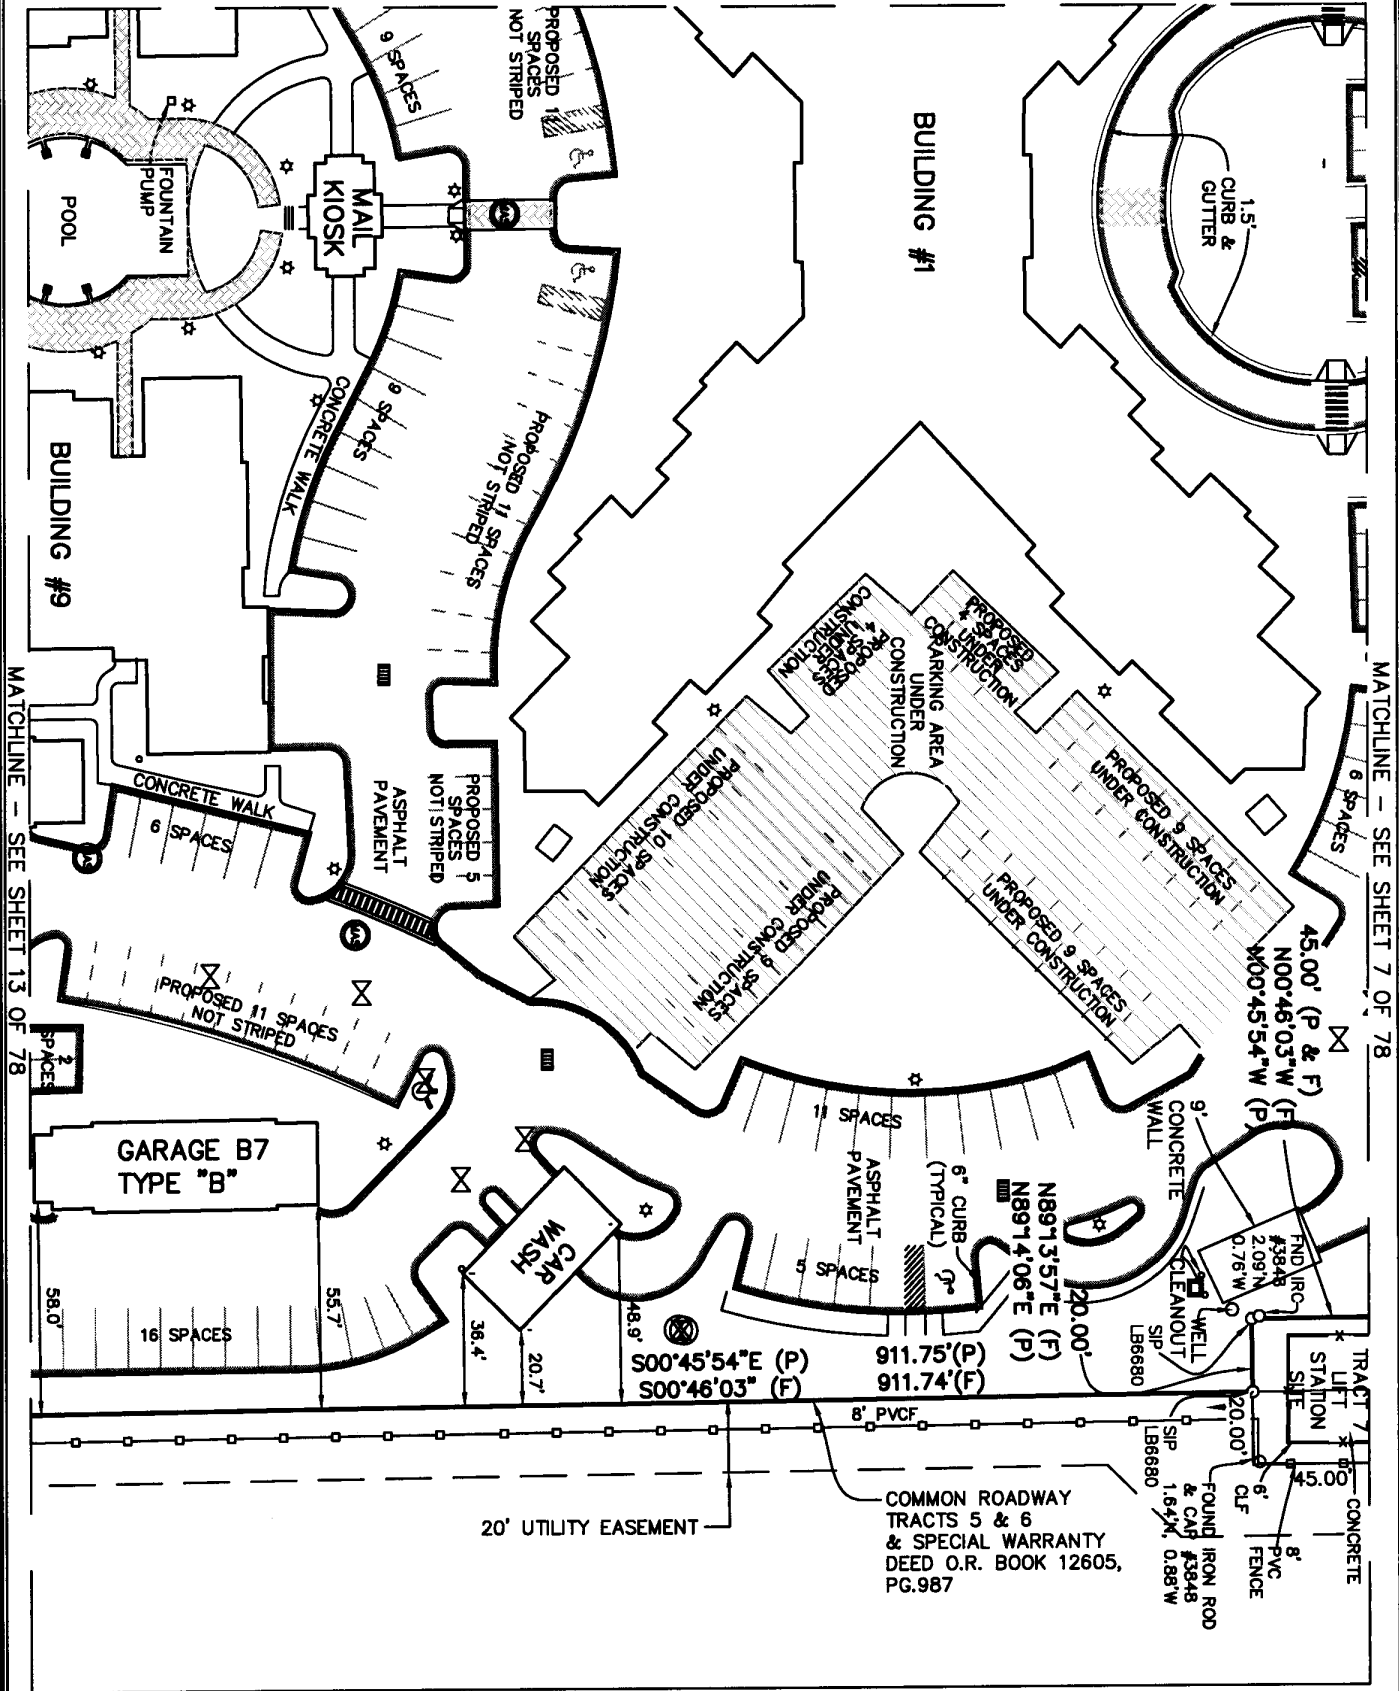 PROPOSED 11
SPACES
NOT STRIPED
9 SPACES
BUILDING #1
1.5'
CURB &
GUTTER
FOUNTAIN
PUMP
MAIL
KIOSK
POOL
MAS
CONCRETE WALK
9 SPACES
PROPOSED 11 SPACES
NOT STRIPED
BUILDING #9
PROPOSED
4 SPACES
UNDER
CONSTRUCTION
PROPOSED
4 SPACES
UNDER
CONSTRUCTION
PARKING AREA
UNDER
CONSTRUCTION
MATCHLINE - SEE SHEET 13 OF 78
MATCHLINE - SEE SHEET 7 OF 78
6 SPACES
PROPOSED 9 SPACES
UNDER CONSTRUCTION
PROPOSED 10 SPACES
UNDER CONSTRUCTION
PROPOSED 9 SPACES
UNDER CONSTRUCTION
PROPOSED 9 SPACES
UNDER CONSTRUCTION
CONCRETE WALK
6 SPACES
MAS
ASPHALT
PAVEMENT
PROPOSED 5
SPACES
NOT STRIPED
MAS
PROPOSED 11 SPACES
NOT STRIPED
2
SPACES
45.00' (P & F)
N00°46'03"W (F)
N00°45'54"W (P)
11 SPACES
ASPHALT
PAVEMENT
6" CURB
(TYPICAL)
5 SPACES
9'
CONCRETE
WALL
N89°13'57"E (F)
N89°14'06"E (P)
20.00'
GARAGE B7
TYPE "B"
CAR
WASH
FND IRC
#3848
2.09'N
0.76'W
CLEANOUT
WELL
SIP
LB6680
TRACT 7
LIFT
STATION
SITE
58.0'
55.7'
16 SPACES
36.4'
20.7'
48.9'
S00°45'54"E (P)
S00°46'03" (F)
911.75'(P)
911.74'(F)
8' PVCF
SIP
LB6680
20.00'
45.00'
6'
CLF
8'
PVC
FENCE
CONCRETE
FOUND IRON ROD
& CAP #3848
1.64'N, 0.88'W
20' UTILITY EASEMENT
COMMON ROADWAY
TRACTS 5 & 6
& SPECIAL WARRANTY
DEED O.R. BOOK 12605,
PG.987